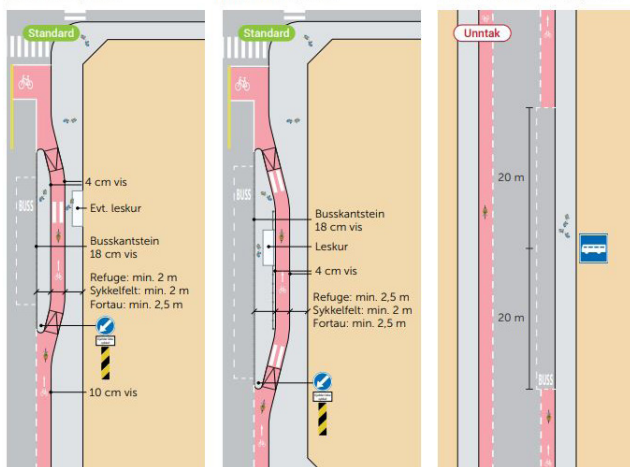 Standard
BUSS
4 cm vis
Evt. leskur
Busskantstein
18 cm vis
Refuge: min. 2 m
Sykkelfelt: min. 2 m
Fortau: min. 2,5 m
10 cm vis
Standard
BUSS
Busskantstein
18 cm vis
Leskur
4 cm vis
Refuge: min. 2,5 m
Sykkelfelt: min. 2 m
Fortau: min. 2,5 m
Unntak
20 m
20 m
BUSS